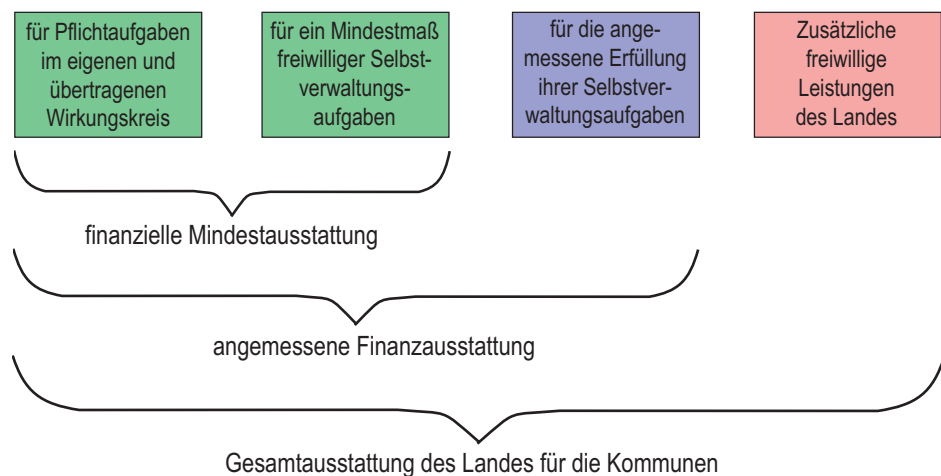 für Pflichtaufgaben
im eigenen und
übertragenen
Wirkungskreis
für ein Mindestmaß
freiwilliger Selbst-
verwaltungs-
aufgaben
für die ange-
messene Erfüllung
ihrer Selbstver-
waltungsaufgaben
Zusätzliche
freiwillige
Leistungen
des Landes
finanzielle Mindestausstattung
angemessene Finanzausstattung
Gesamtausstattung des Landes für die Kommunen